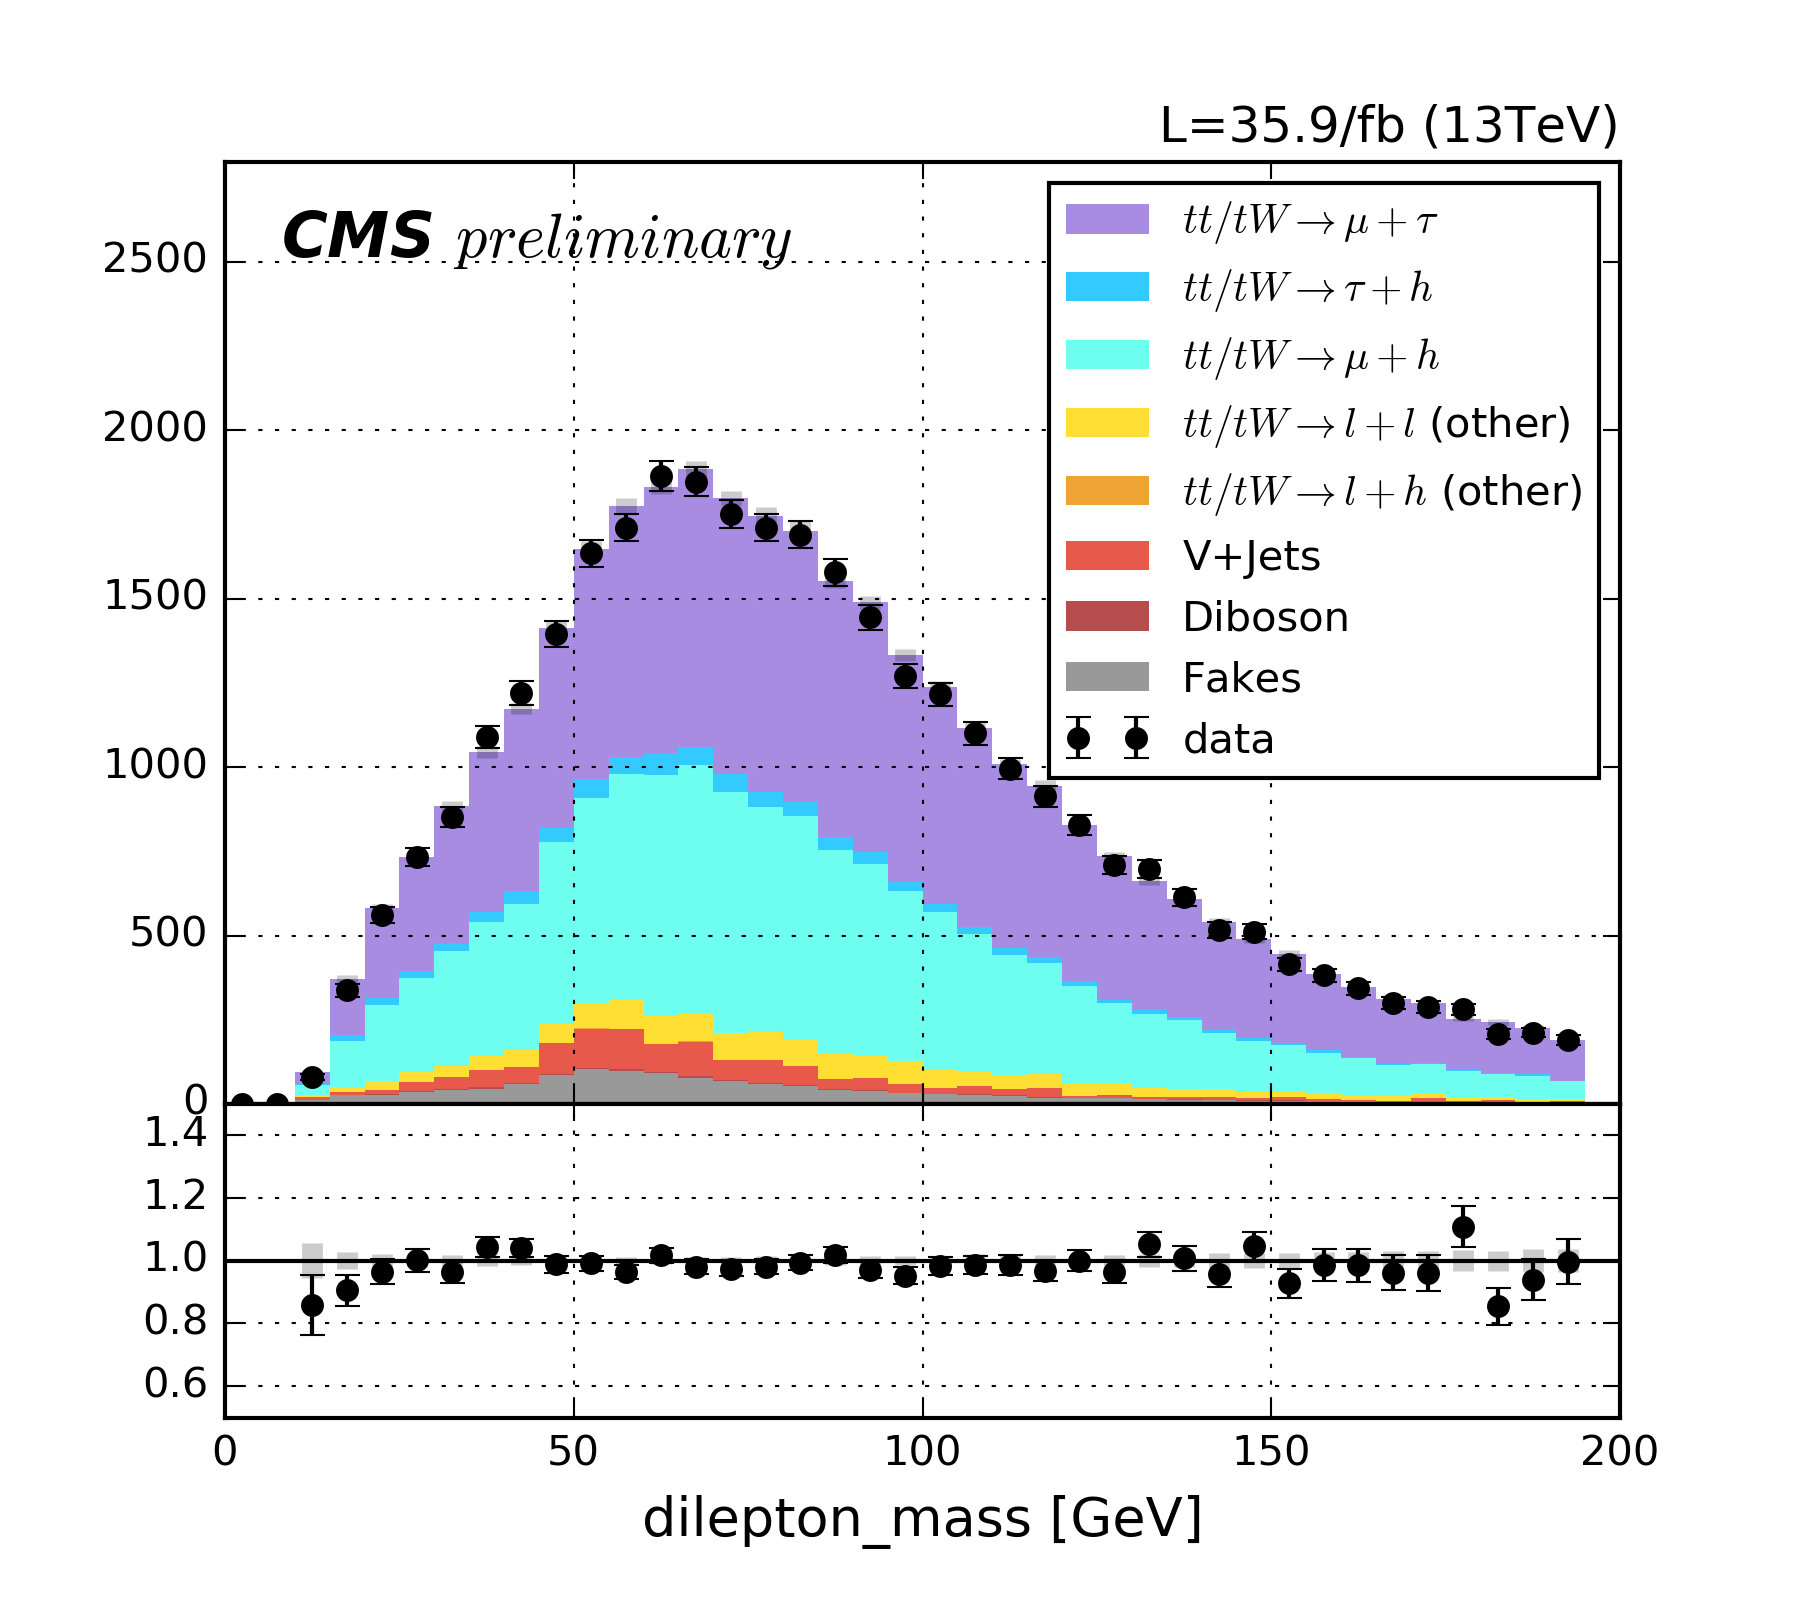 L=35.9/fb (13TeV)
CMS preliminary
2500
2000
1500
1000
500
0
tt/tW→μ+τ
tt/tW→τ+h
tt/tW→μ+h
tt/tW→l+l (other)
tt/tW→l+h (other)
V+Jets
Diboson
Fakes
data
1.4
1.2
1.0
0.8
0.6
0 50 100 150 200
dilepton_mass [GeV]